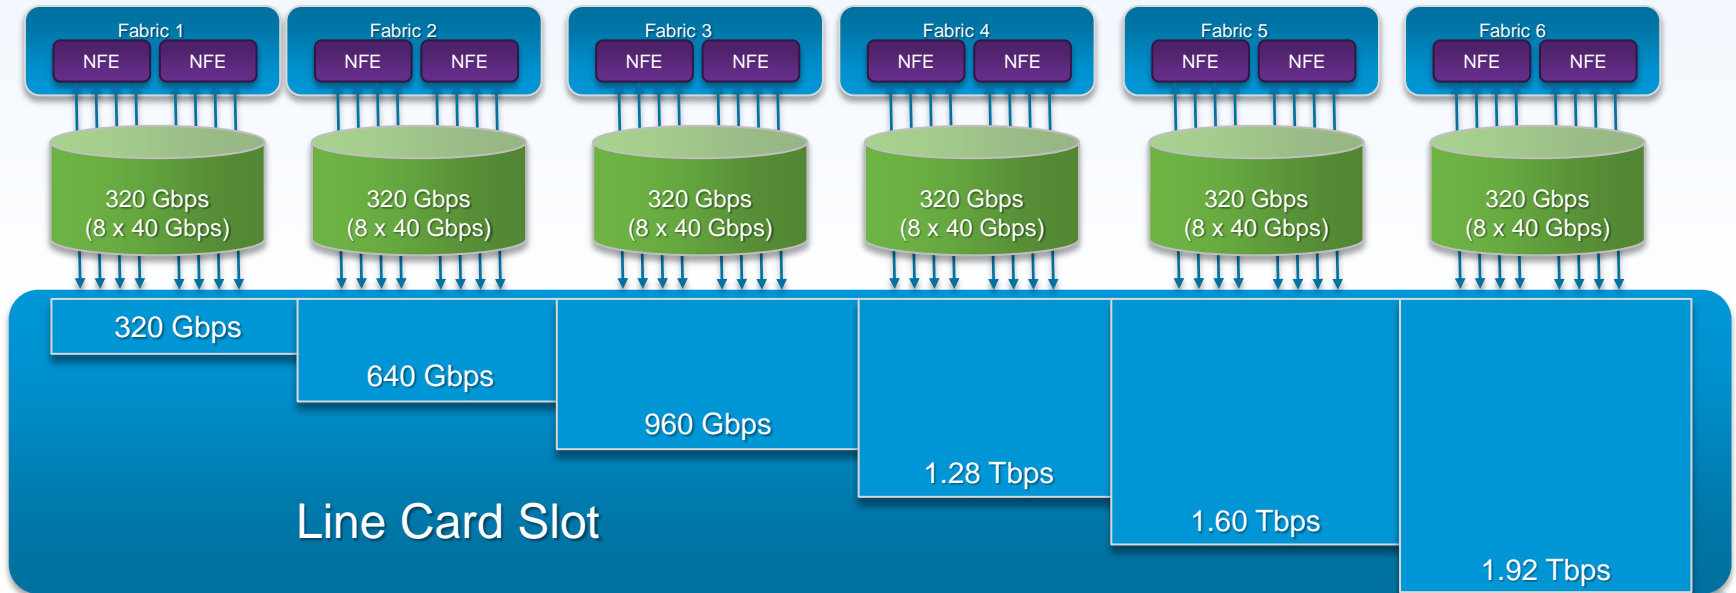 Fabric 1
Fabric 2
Fabric 3
Fabric 4
Fabric 5
Fabric 6
NFE NFE
NFE NFE
NFE NFE
NFE NFE
NFE NFE
NFE NFE
320 Gbps
(8 x 40 Gbps)
320 Gbps
(8 x 40 Gbps)
320 Gbps
(8 x 40 Gbps)
320 Gbps
(8 x 40 Gbps)
320 Gbps
(8 x 40 Gbps)
320 Gbps
(8 x 40 Gbps)
320 Gbps
640 Gbps
960 Gbps
1.28 Tbps
1.60 Tbps
1.92 Tbps
Line Card Slot